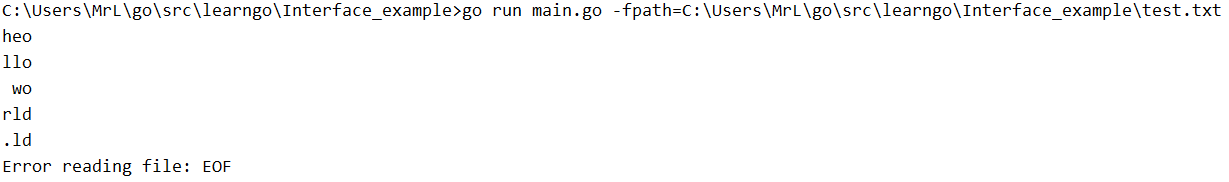 C:\Users\MrL\go\src\learngo\Interface_example>go run main.go -fpath=C:\Users\MrL\go\src\learngo\Interface_example\test.txt
heo
llo
 wo
rld
.ld
Error reading file: EOF